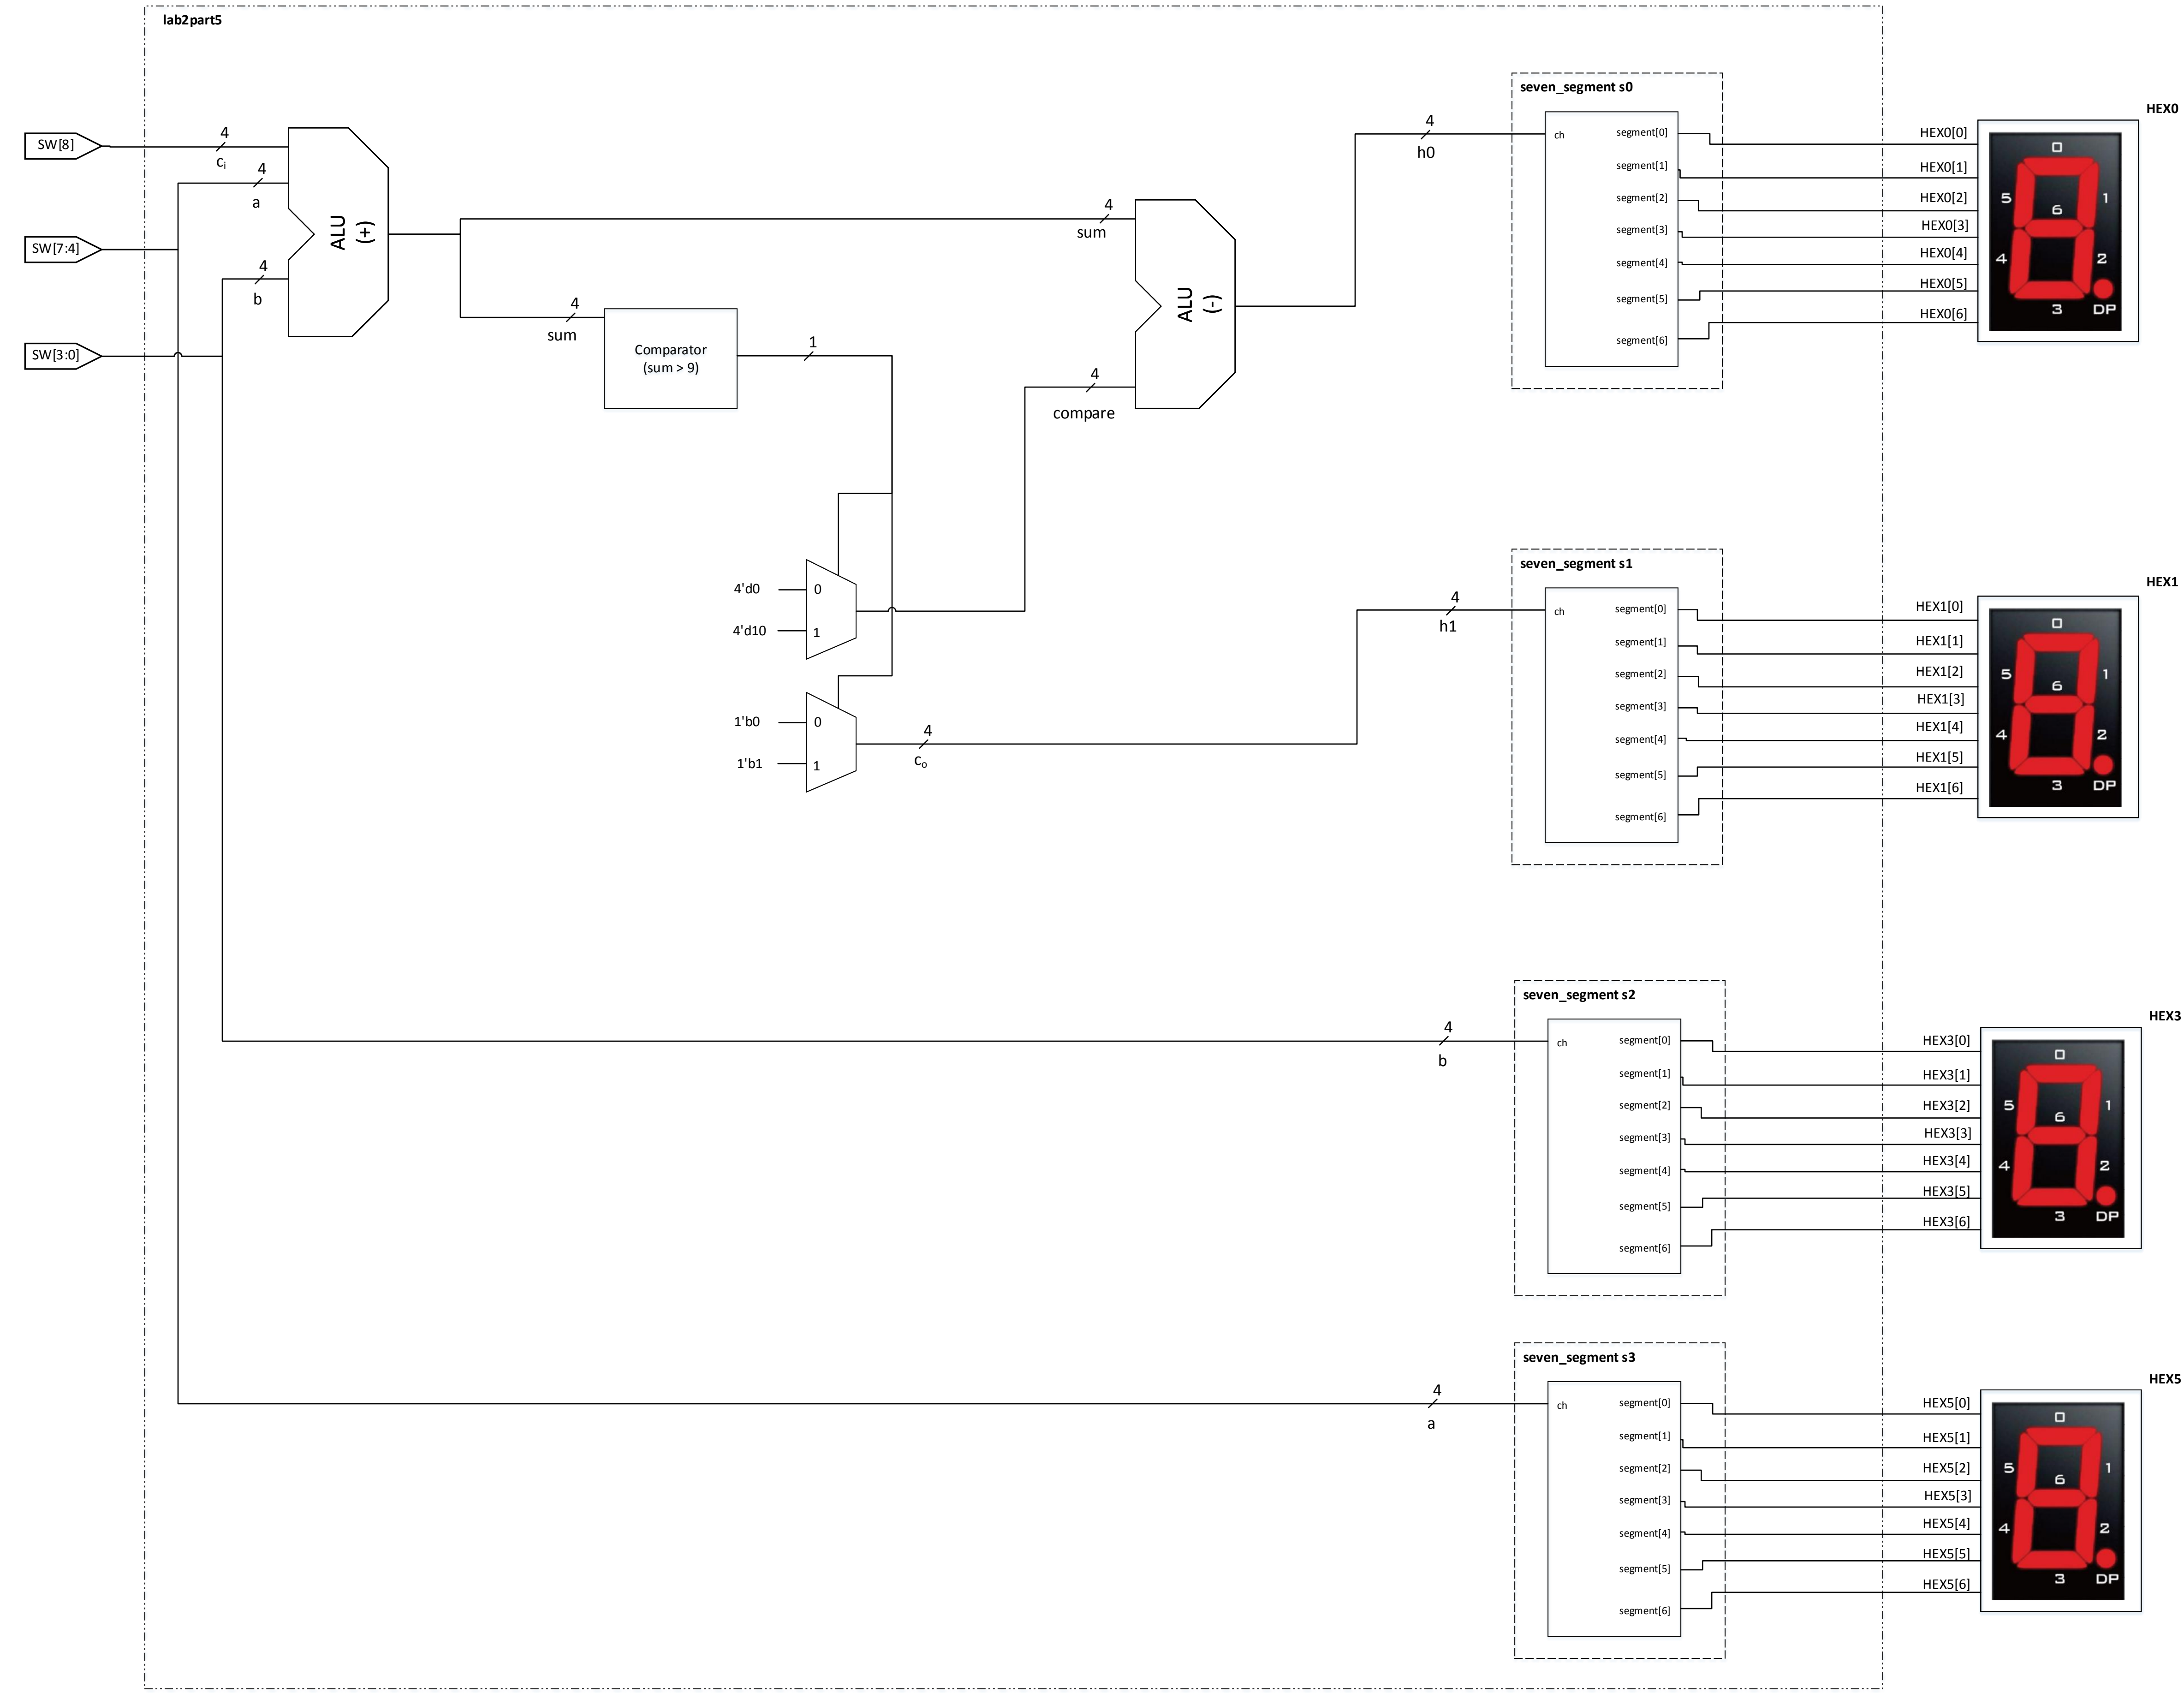 lab2part5
SW[8]
4
ci
4
a
SW[7:4]
4
b
SW[3:0]
ALU
(+)
4
sum
4
sum
Comparator
(sum > 9)
1
4
compare
ALU
(-)
4'd0
0
4'd10
1
1'b0
0
1'b1
1
4
co
4
h0
seven_segment s0
ch
segment[0]
segment[1]
segment[2]
segment[3]
segment[4]
segment[5]
segment[6]
HEX0
HEX0[0]
HEX0[1]
HEX0[2]
HEX0[3]
HEX0[4]
HEX0[5]
HEX0[6]
0
5
1
6
4
2
3
DP
4
h1
seven_segment s1
ch
segment[0]
segment[1]
segment[2]
segment[3]
segment[4]
segment[5]
segment[6]
HEX1
HEX1[0]
HEX1[1]
HEX1[2]
HEX1[3]
HEX1[4]
HEX1[5]
HEX1[6]
0
5
1
6
4
2
3
DP
4
b
seven_segment s2
ch
segment[0]
segment[1]
segment[2]
segment[3]
segment[4]
segment[5]
segment[6]
HEX3
HEX3[0]
HEX3[1]
HEX3[2]
HEX3[3]
HEX3[4]
HEX3[5]
HEX3[6]
0
5
1
6
4
2
3
DP
4
a
seven_segment s3
ch
segment[0]
segment[1]
segment[2]
segment[3]
segment[4]
segment[5]
segment[6]
HEX5
HEX5[0]
HEX5[1]
HEX5[2]
HEX5[3]
HEX5[4]
HEX5[5]
HEX5[6]
0
5
1
6
4
2
3
DP